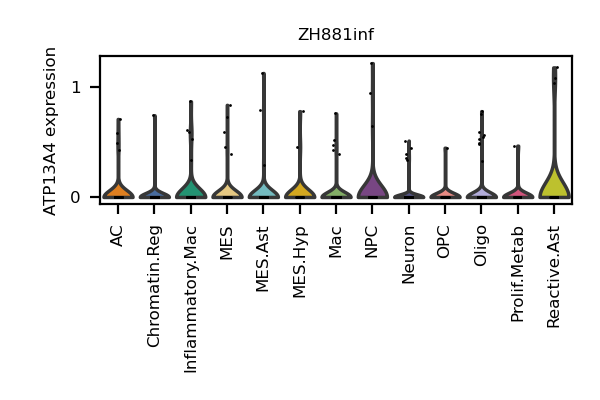 ZH881inf
ATP13A4 expression
1
0
AC
Chromatin.Reg
Inflammatory.Mac
MES
MES.Ast
MES.Hyp
Mac
NPC
Neuron
OPC
Oligo
Prolif.Metab
Reactive.Ast